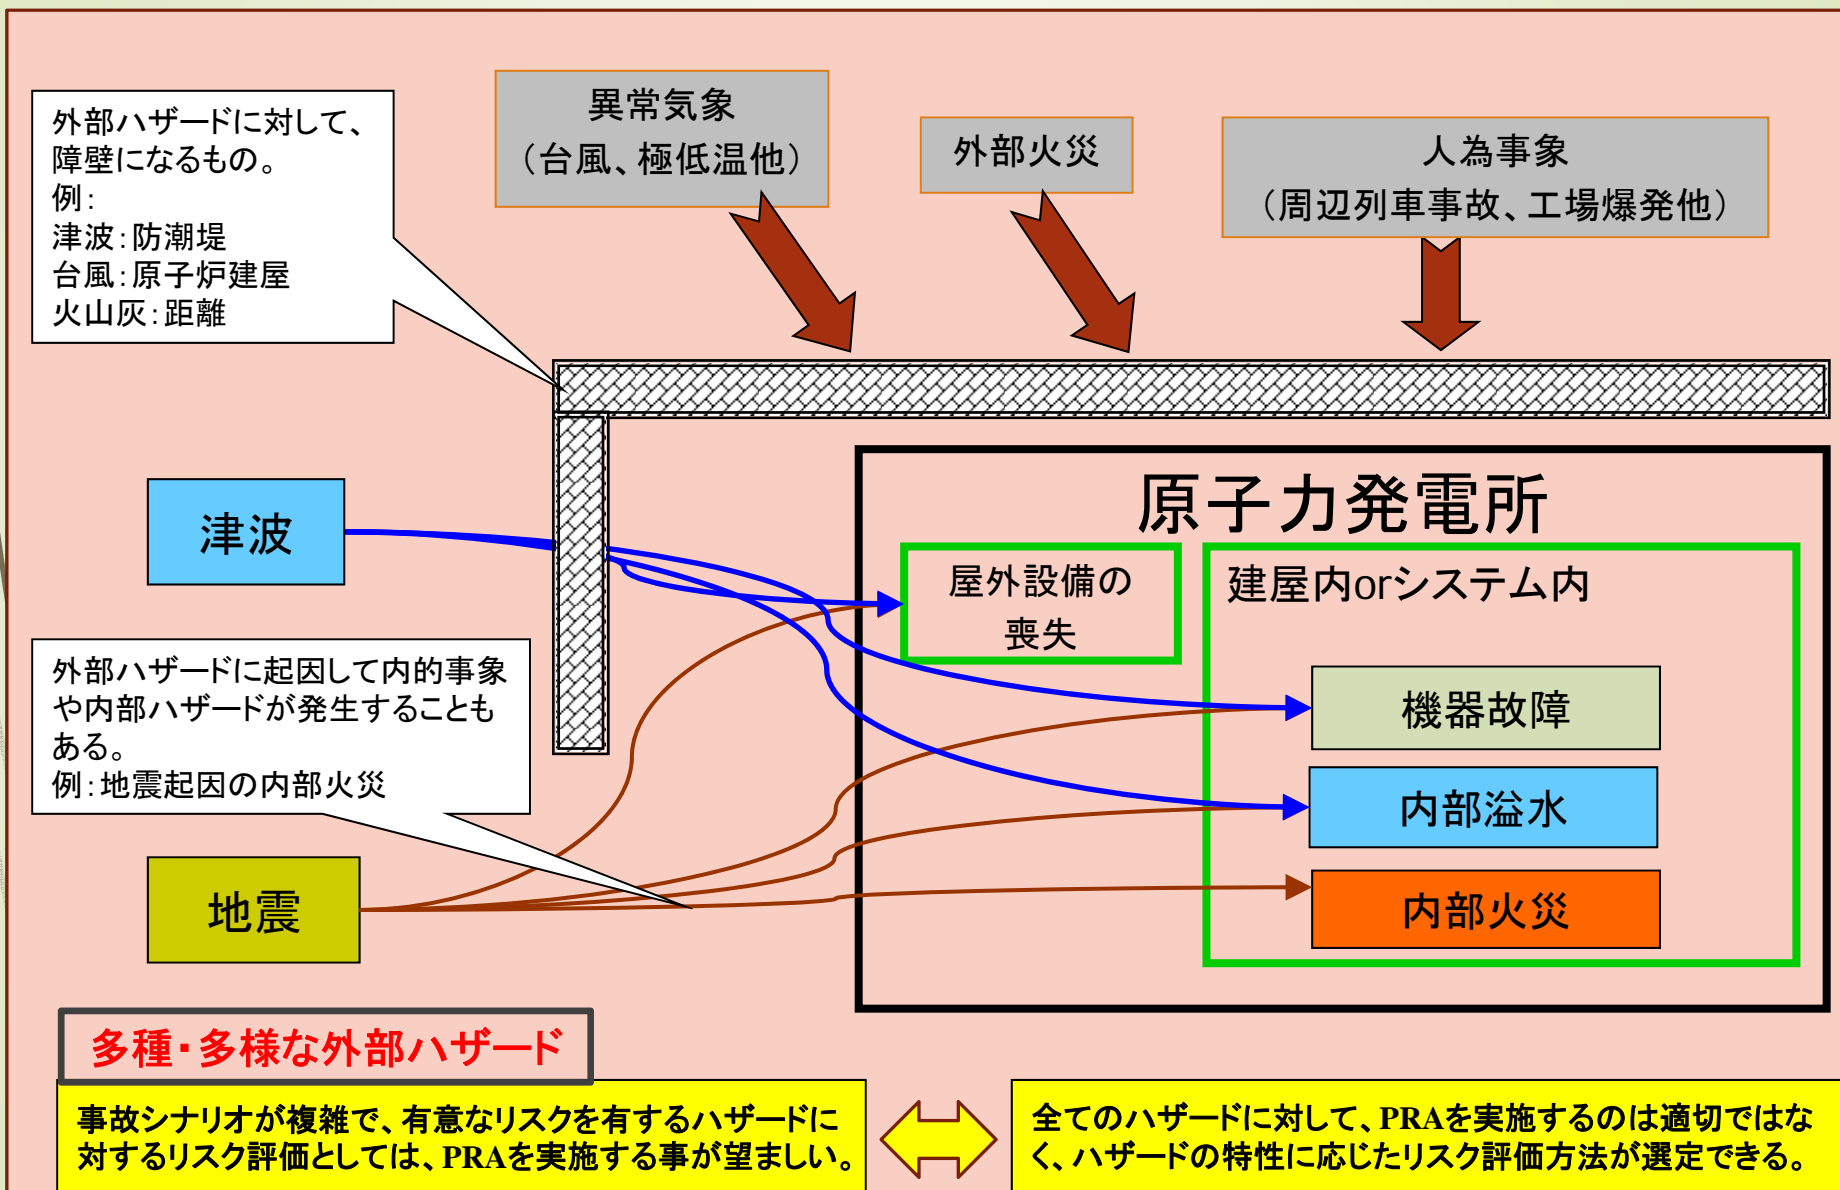 外部ハザードに対して、
障壁になるもの。
例：
津波：防潮堤
台風：原子炉建屋
火山灰：距離
異常気象
（台風、極低温他）
外部火災
人為事象
（周辺列車事故、工場爆発他）
津波
原子力発電所
屋外設備の
喪失
建屋内orシステム内
機器故障
内部溢水
内部火災
外部ハザードに起因して内的事象
や内部ハザードが発生することも
ある。
例：地震起因の内部火災
地震
多種・多様な外部ハザード
事故シナリオが複雑で、有意なリスクを有するハザードに
対するリスク評価としては、PRAを実施する事が望ましい。
全てのハザードに対して、PRAを実施するのは適切ではな
く、ハザードの特性に応じたリスク評価方法が選定できる。